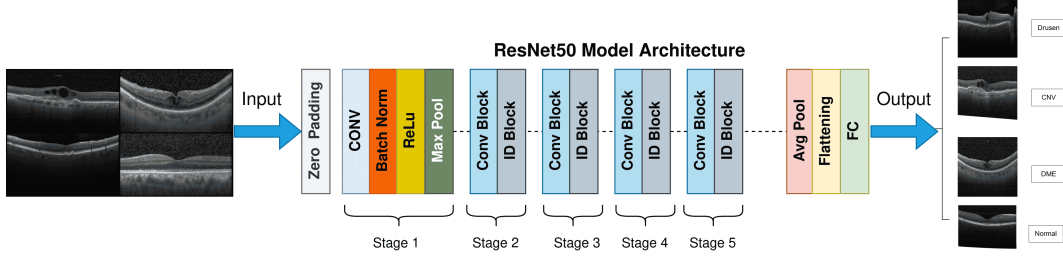 ResNet50 Model Architecture
Input
Zero Padding
CONV
Batch Norm
ReLu
Max Pool
Conv Block
ID Block
Conv Block
ID Block
Conv Block
ID Block
Conv Block
ID Block
Avg Pool
Flattening
FC
Output
Stage 1
Stage 2
Stage 3
Stage 4
Stage 5
Drusen
CNV
DME
Normal